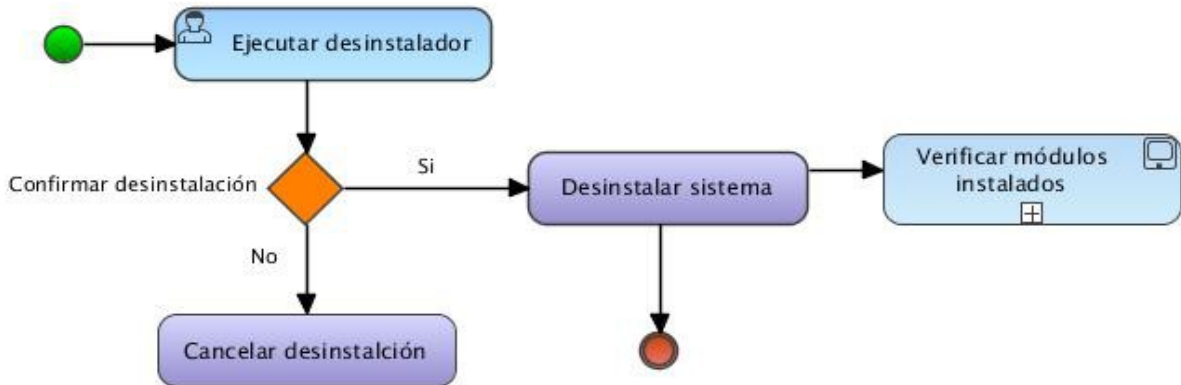 Ejecutar desinstalador
Confirmar desinstalación
Si
Desinstalar sistema
Verificar módulos
instalados
No
Cancelar desinstalción